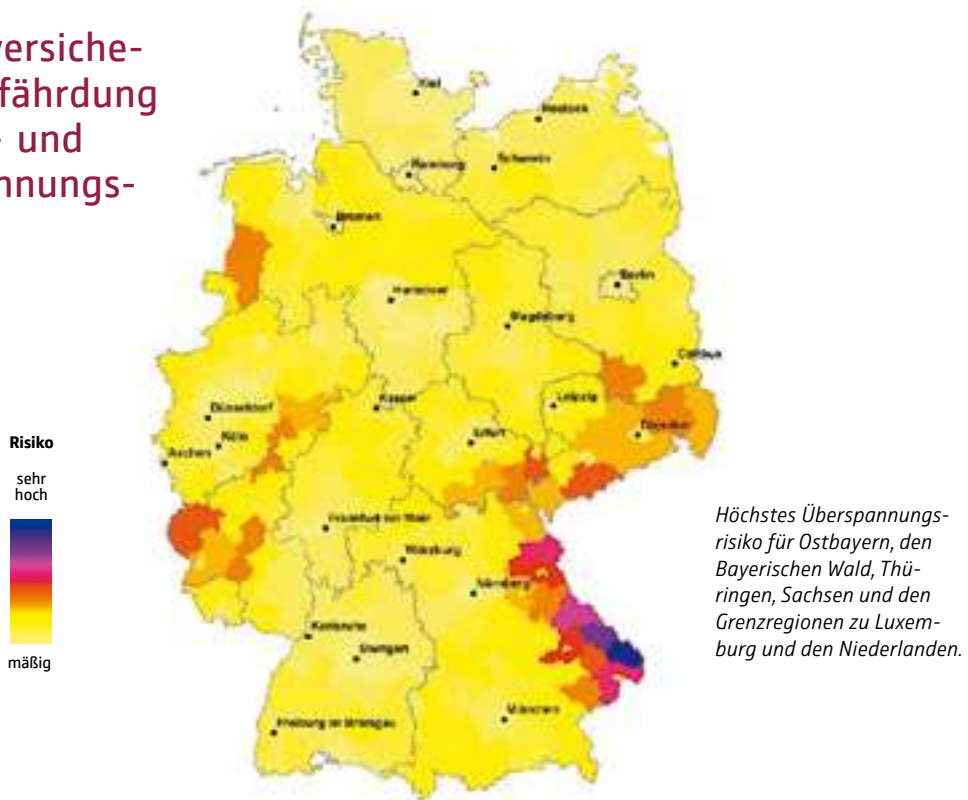 versiche-
fährdung
- und
nnungs-
Kiel
Rostock
Schwerin
Hamburg
Bremen
Berlin
Hannover
Magdeburg
Cottbus
Leipzig
Düsseldorf
Kassel
Dresden
Köln
Erfurt
Aachen
Frankfurt am Main
Würzburg
Nürnberg
Karlsruhe
Stuttgart
München
Freiburg im Breisgau
Risiko
sehr
hoch
mäßig
Höchstes Überspannungs-
risiko für Ostbayern, den
Bayerischen Wald, Thü-
ringen, Sachsen und den
Grenzregionen zu Luxem-
burg und den Niederlanden.